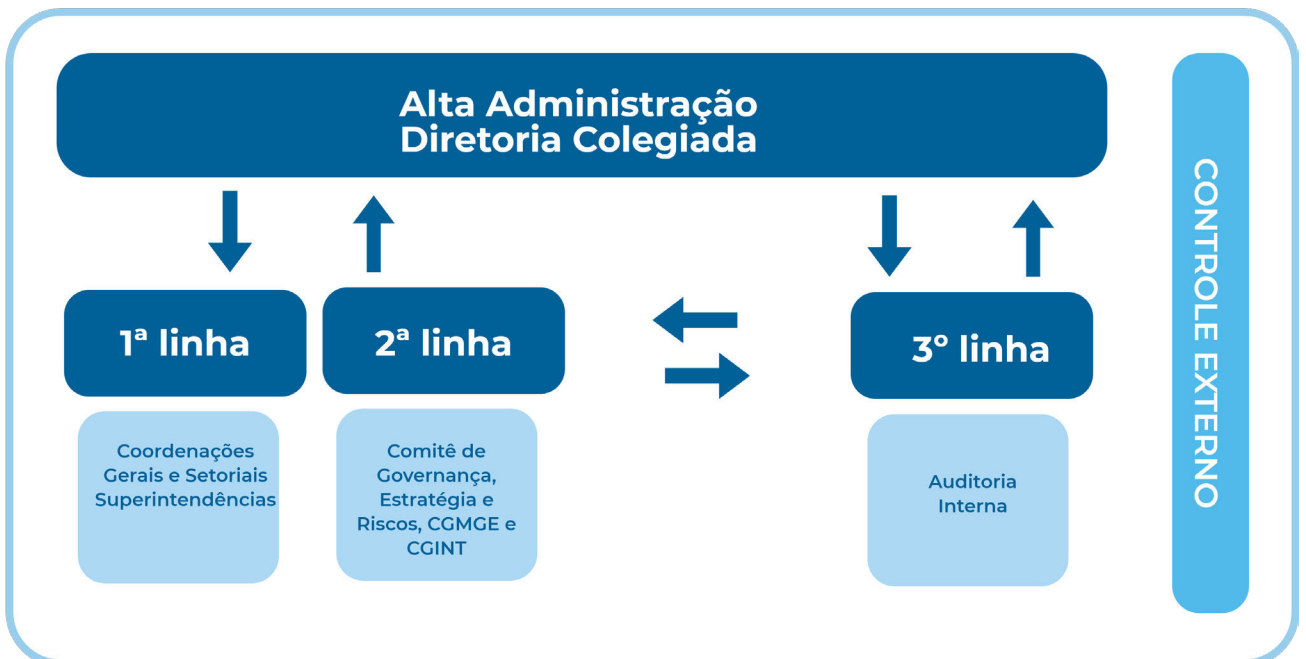 Alta Administração
Diretoria Colegiada
1ª linha
2ª linha
3º linha
Coordenações
Gerais e Setoriais
Superintendências
Comitê de
Governança,
Estratégia e
Riscos, CGMGE e
CGINT
Auditoria
Interna
CONTROLE EXTERNO